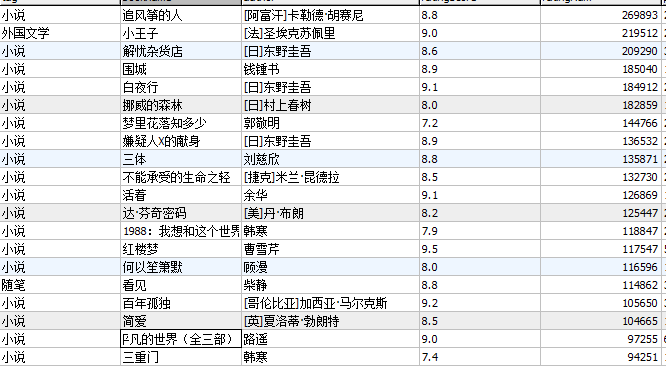 小说 追风筝的人 [阿富汗]卡勒德·胡赛尼 8.8 269893
外国文学 小王子 [法]圣埃克苏佩里 9.0 219512
小说 解忧杂货店 [日]东野圭吾 8.6 209290
小说 围城 钱锺书 8.9 185040
小说 白夜行 [日]东野圭吾 9.1 184912
小说 挪威的森林 [日]村上春树 8.0 182859
小说 梦里花落知多少 郭敬明 7.2 144766
小说 嫌疑人X的献身 [日]东野圭吾 8.9 136532
小说 三体 刘慈欣 8.8 135871
小说 不能承受的生命之轻 [捷克]米兰·昆德拉 8.5 132730
小说 活着 余华 9.1 126869
小说 达·芬奇密码 [美]丹·布朗 8.2 125447
小说 1988：我想和这个世界 韩寒 7.9 118847
小说 红楼梦 曹雪芹 9.5 117547
小说 何以笙箫默 顾漫 8.0 116596
随笔 看见 柴静 8.8 114862
小说 百年孤独 [哥伦比亚]加西亚·马尔克斯 9.2 105650
小说 简爱 [英]夏洛蒂·勃朗特 8.5 104665
小说 凡的世界（全三部） 路遥 9.0 97255
小说 三重门 韩寒 7.4 94251